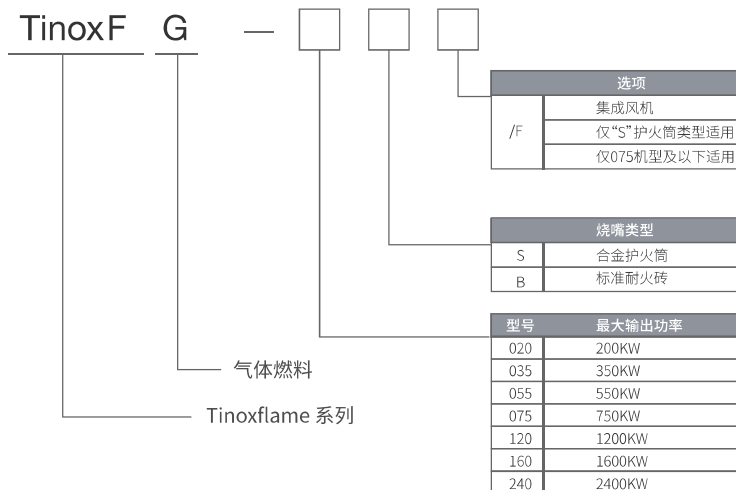 TinoxF G —
选项
/F
集成风机
仅“S”护火筒类型适用
仅075机型及以下适用
烧嘴类型
S 合金护火筒
B 标准耐火砖
型号 最大输出功率
020 200KW
035 350KW
055 550KW
075 750KW
120 1200KW
160 1600KW
240 2400KW
气体燃料
Tinoxflame 系列